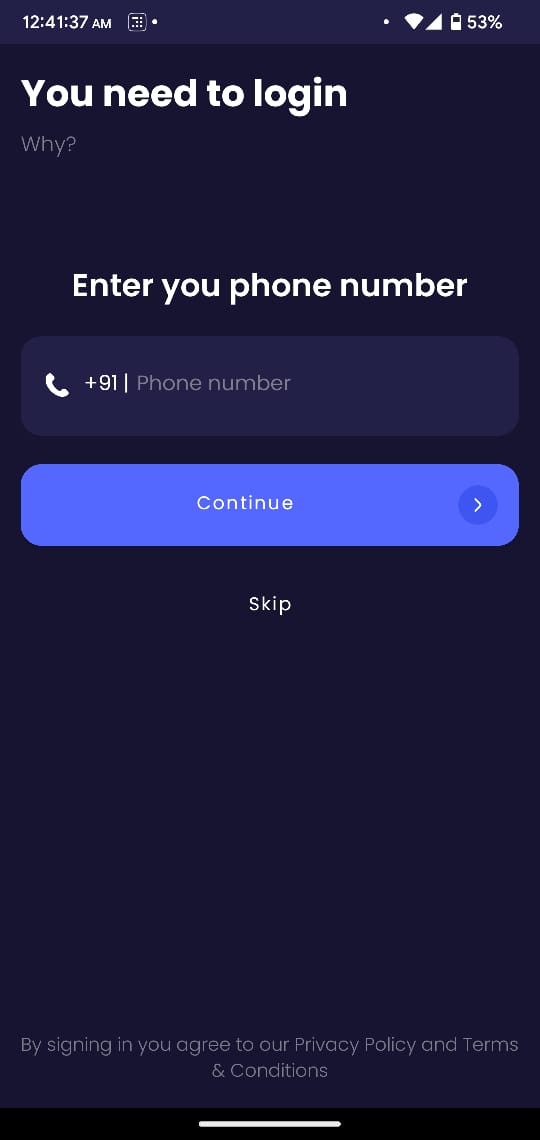 12:41:37 AM
53%
You need to login
Why?
Enter you phone number
+91 | Phone number
Continue
Skip
By signing in you agree to our Privacy Policy and Terms
& Conditions